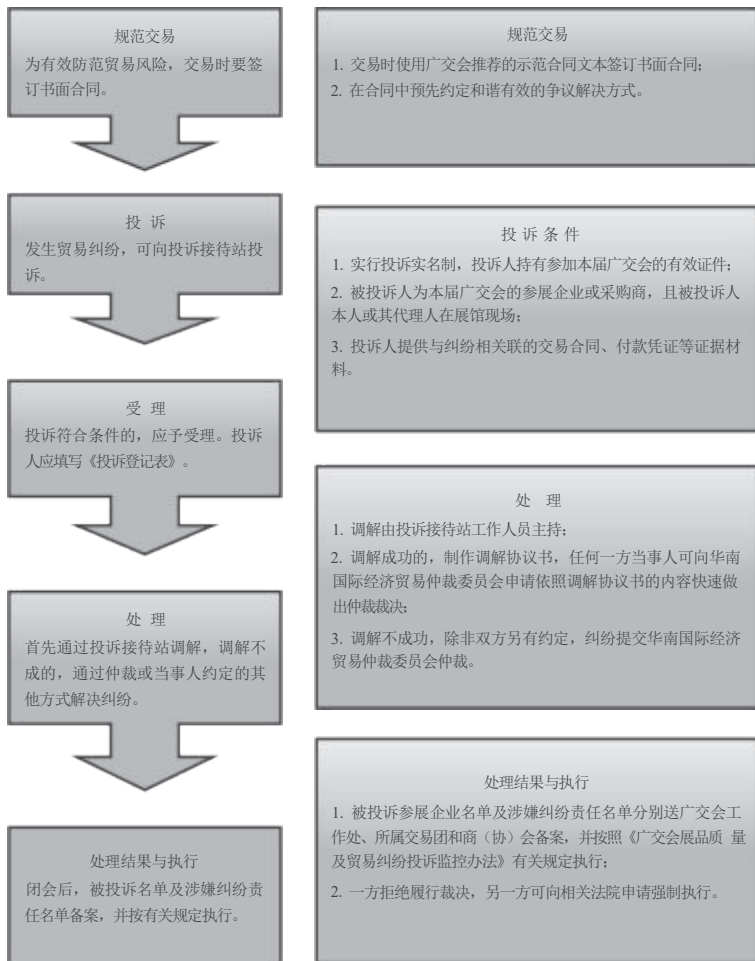 规范交易
为有效防范贸易风险，交易时要签
订书面合同。
规范交易
1. 交易时使用广交会推荐的示范合同文本签订书面合同；
2. 在合同中预先约定和谐有效的争议解决方式。
投 诉
发生贸易纠纷，可向投诉接待站投
诉。
投 诉 条 件
1. 实行投诉实名制，投诉人持有参加本届广交会的有效证件；
2. 被投诉人为本届广交会的参展企业或采购商，且被投诉人
本人或其代理人在展馆现场；
3. 投诉人提供与纠纷相关联的交易合同、付款凭证等证据材
料。
受 理
投诉符合条件的，应予受理。投诉
人应填写《投诉登记表》。
处 理
1. 调解由投诉接待站工作人员主持；
2. 调解成功的，制作调解协议书，任何一方当事人可向华南
国际经济贸易仲裁委员会申请依照调解协议书的内容快速做
出仲裁裁决；
3. 调解不成功，除非双方另有约定，纠纷提交华南国际经济
贸易仲裁委员会仲裁。
处 理
首先通过投诉接待站调解，调解不
成的，通过仲裁或当事人约定的其
他方式解决纠纷。
处理结果与执行
1. 被投诉参展企业名单及涉嫌纠纷责任名单分别送广交会工
作处、所属交易团和商（协）会备案，并按照《广交会展品质 量
及贸易纠纷投诉监控办法》有关规定执行；
2. 一方拒绝履行裁决，另一方可向相关法院申请强制执行。
处理结果与执行
闭会后，被投诉名单及涉嫌纠纷责
任名单备案，并按有关规定执行。